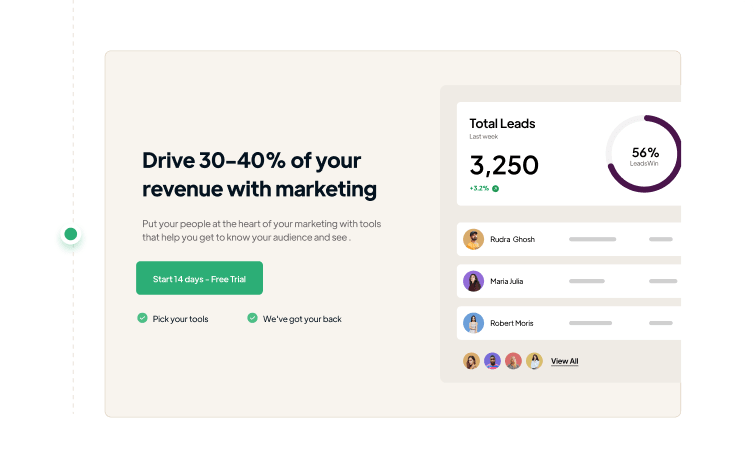 Drive 30–40% of your
revenue with marketing
Put your people at the heart of your marketing with tools
that help you get to know your audience and see .
Start 14 days - Free Trial
Pick your tools
We've got your back
Total Leads
Last week
3,250
+3.2%
56%
LeadsWin
Rudra Ghosh
Maria Julia
Robert Moris
View All